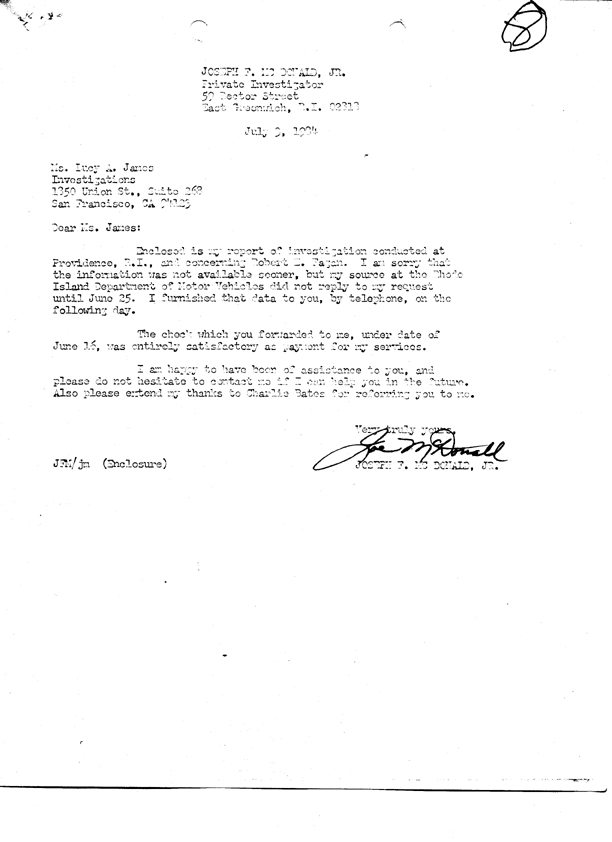 8
JOSEPH F. MC DONALD, JR.
Private Investigator
59 Rector Street
East Greenwich, R.I. 02818
July 9, 1984
Ms. Lucy A. Janes
Investigations
1350 Union St., Suite 268
San Francisco, CA 94123
Dear Ms. Janes:
Enclosed is my report of investigation conducted at
Providence, R.I., and concerning Robert E. Fagan. I am sorry that
the information was not available sooner, but my source at the Rhode
Island Department of Motor Vehicles did not reply to my request
until June 25. I furnished that data to you, by telephone, on the
following day.
The check which you forwarded to me, under date of
June 16, was entirely satisfactory as payment for my services.
I am happy to have been of assistance to you, and
please do not hesitate to contact me if I can help you in the future.
Also please extend my thanks to Charlie Bates for referring you to me.
Very truly yours,
Joe McDonald
JFM/jm (Enclosure)
JOSEPH F. MC DONALD, JR.